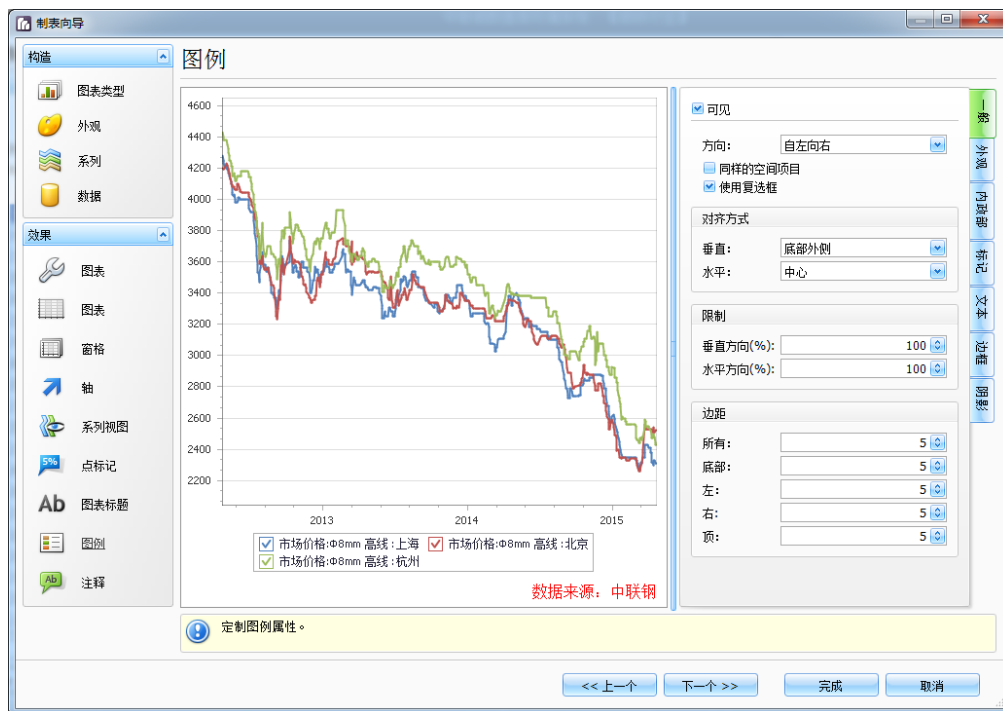 制表向导
构造
图表类型
外观
系列
数据
效果
图表
图表
窗格
轴
系列视图
点标记
5%
Ab
图表标题
图例
Ab
注释
图例
4600
4400
4200
4000
3800
3600
3400
3200
3000
2800
2600
2400
2200
2013
2014
2015
市场价格:Φ8mm 高线:上海
市场价格:Φ8mm 高线:北京
市场价格:Φ8mm 高线:杭州
数据来源：中联钢
可见
方向:
自左向右
同样的空间项目
使用复选框
对齐方式
垂直:
底部外侧
水平:
中心
限制
垂直方向(%):
100
水平方向(%):
100
边距
所有:
5
底部:
5
左:
5
右:
5
顶:
5
一般
外观
内政部
标记
文本
边框
阴影
定制图例属性。
<< 上一个
下一个 >>
完成
取消